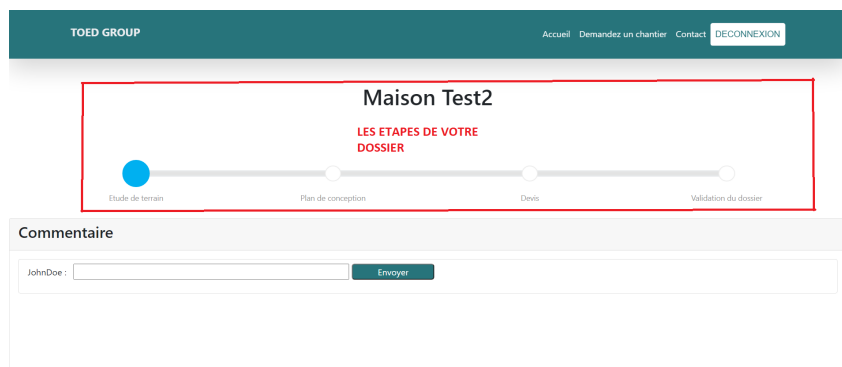 TOED GROUP
Accueil Demandez un chantier Contact DECONNEXION
Maison Test2
LES ETAPES DE VOTRE
DOSSIER
Etude de terrain Plan de conception Devis Validation du dossier
Commentaire
JohnDoe : Envoyer